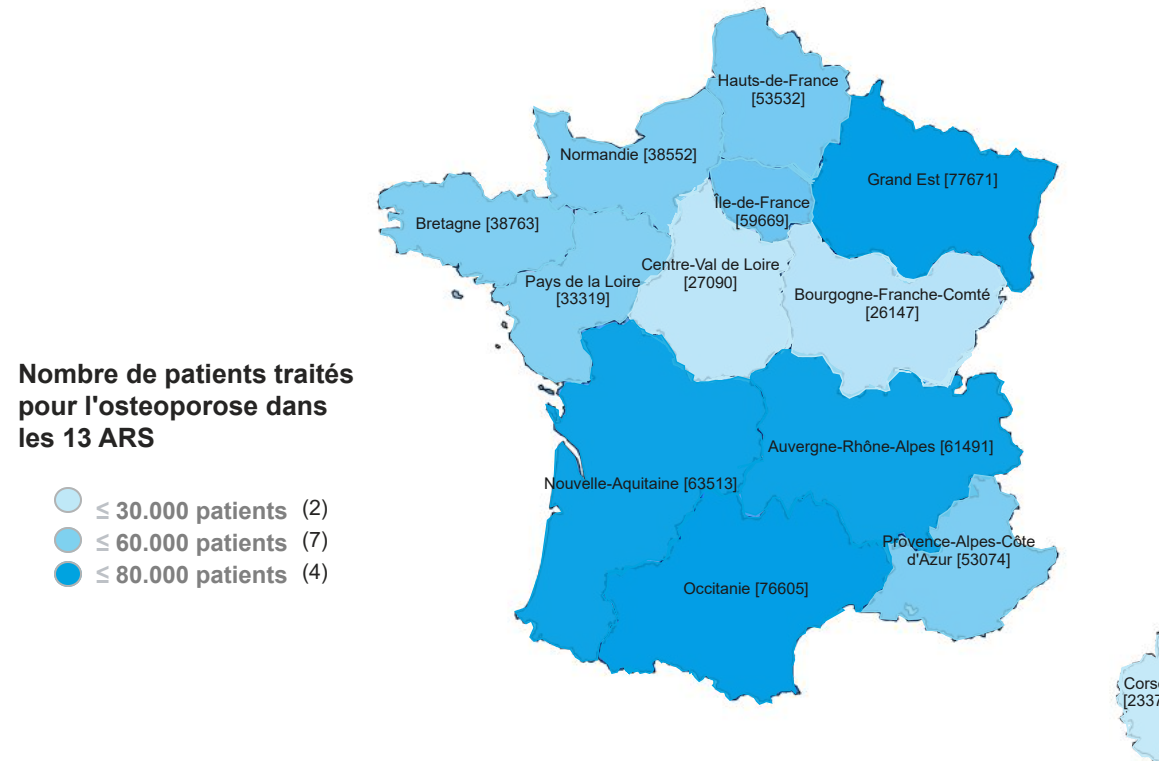 Hauts-de-France
[53532]
Normandie [38552]
Grand Est [77671]
Île-de-France
[59669]
Bretagne [38763]
Centre-Val de Loire
[27090]
Pays de la Loire
[33319]
Bourgogne-Franche-Comté
[26147]
Nombre de patients traités
pour l'osteoporose dans
les 13 ARS
Auvergne-Rhône-Alpes [61491]
Nouvelle-Aquitaine [63513]
≤ 30.000 patients (2)
≤ 60.000 patients (7)
≤ 80.000 patients (4)
Provence-Alpes-Côte
d'Azur [53074]
Occitanie [76605]